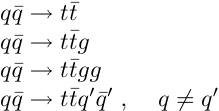 qq̄ → tt̄
qq̄ → tt̄g
qq̄ → tt̄gg
qq̄ → tt̄q′q̄′ , q ≠ q′